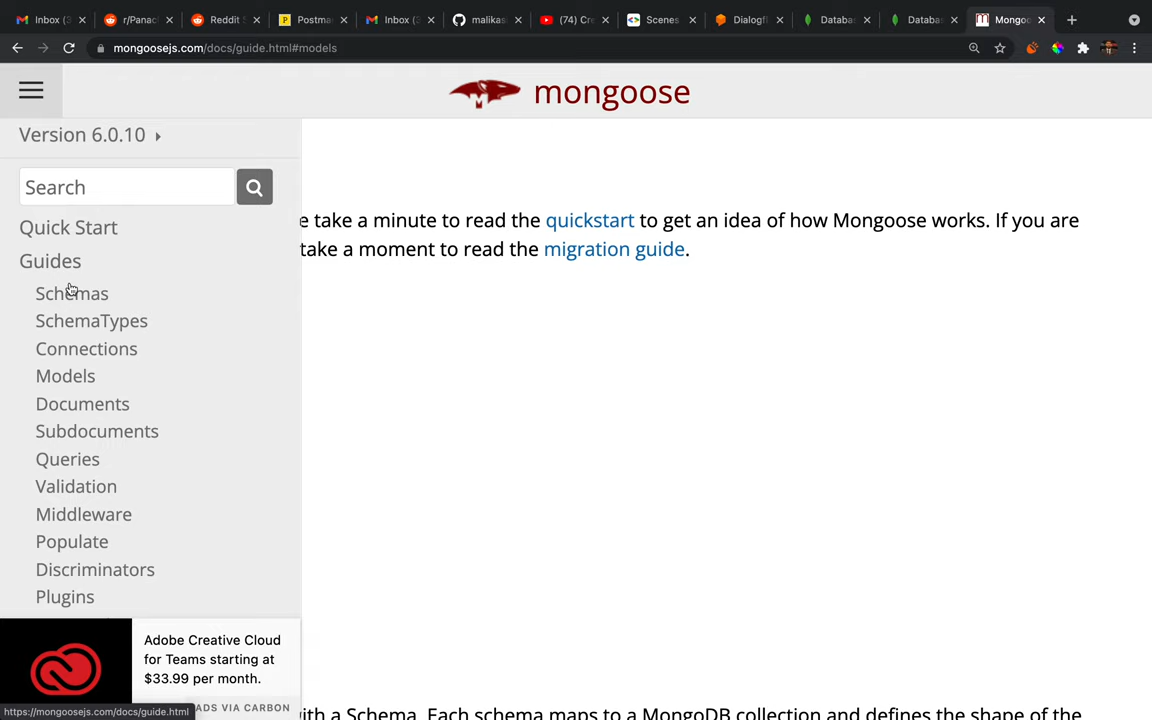 Inbox (3
r/Panac
Reddit S
Postma
Inbox (3
malikas
(74) Cre
Scenes
Dialogfl
Databa
Databa
Mongoo
mongoosejs.com/docs/guide.html#models
mongoose
Version 6.0.10
Search
Quick Start
Guides
Schemas
SchemaTypes
Connections
Models
Documents
Subdocuments
Queries
Validation
Middleware
Populate
Discriminators
Plugins
e take a minute to read the quickstart to get an idea of how Mongoose works. If you are
take a moment to read the migration guide.
Adobe Creative Cloud
for Teams starting at
$33.99 per month.
ADS VIA CARBON
https://mongoosejs.com/docs/guide.html
ith a Schema. Each schema maps to a MongoDB collection and defines the shape of the